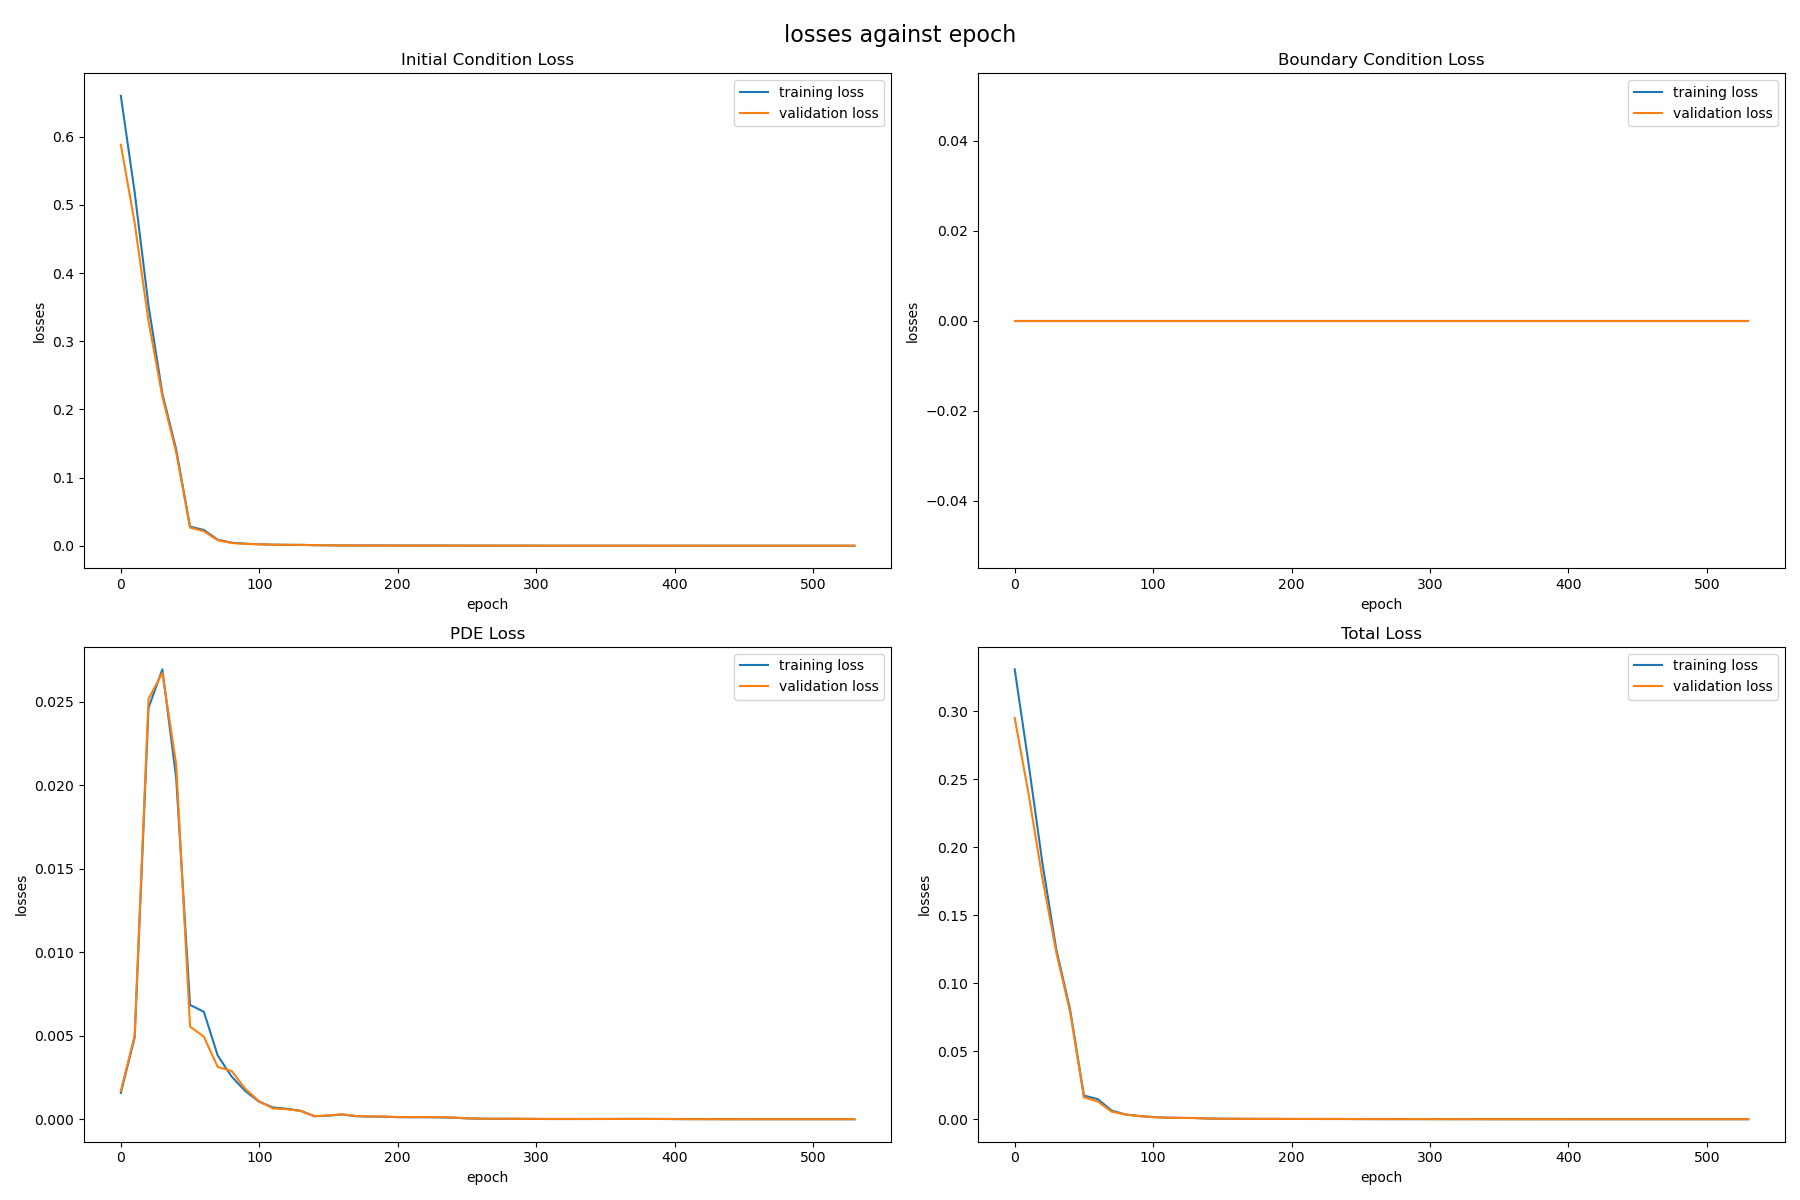 losses against epoch
Initial Condition Loss
training loss
validation loss
0.6
0.5
0.4
0.3
0.2
0.1
0.0
losses
0
100
200
300
400
500
epoch
Boundary Condition Loss
training loss
validation loss
0.04
0.02
0.00
−0.02
−0.04
losses
0
100
200
300
400
500
epoch
PDE Loss
training loss
validation loss
0.025
0.020
0.015
0.010
0.005
0.000
losses
0
100
200
300
400
500
epoch
Total Loss
training loss
validation loss
0.30
0.25
0.20
0.15
0.10
0.05
0.00
losses
0
100
200
300
400
500
epoch